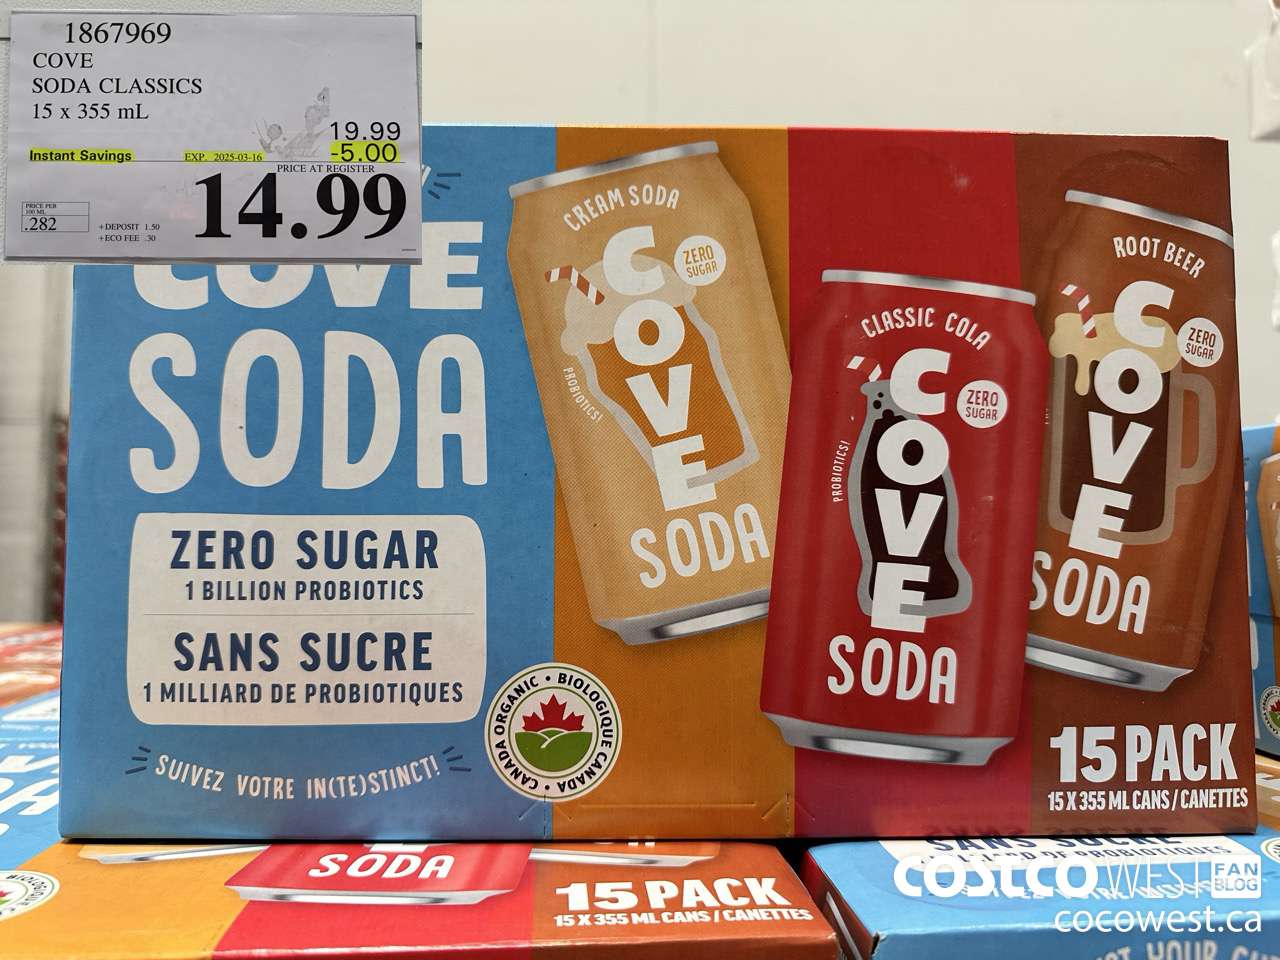 1867969
COVE
SODA CLASSICS
15 x 355 mL
19.99
Instant Savings EXP. 2025-03-16 -5.00
PRICE AT REGISTER
14.99
PRICE PER
100 ML
.282
+DEPOSIT 1.50
+ECO FEE .30
COVE
SODA
ZERO SUGAR
1 BILLION PROBIOTICS
SANS SUCRE
1 MILLIARD DE PROBIOTIQUES
SUIVEZ VOTRE IN(TE)STINCT!
CANADA ORGANIC • BIOLOGIQUE CANADA •
CREAM SODA
ZERO
SUGAR
PROBIOTICS!
COVE
SODA
CLASSIC COLA
ZERO
SUGAR
PROBIOTICS!
COVE
SODA
ROOT BEER
ZERO
SUGAR
COVE
SODA
15 PACK
15 X 355 ML CANS / CANETTES
SODA
15 PACK
15 X 355 ML CANS / CANETTES
SANS SUCRE
COSTCO WEST FAN
BLOG
cocowest.ca